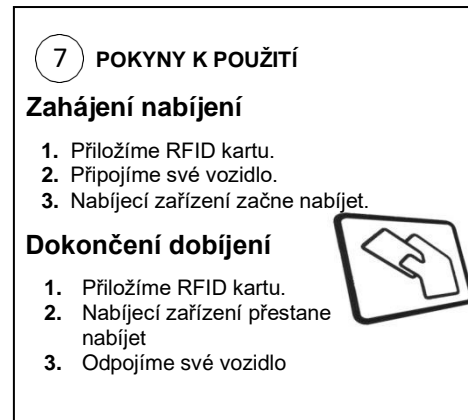 7 POKYNY K POUŽITÍ
Zahájení nabíjení
1. Přiložíme RFID kartu.
2. Připojíme své vozidlo.
3. Nabíjecí zařízení začne nabíjet.
Dokončení dobíjení
1. Přiložíme RFID kartu.
2. Nabíjecí zařízení přestane
nabíjet
3. Odpojíme své vozidlo